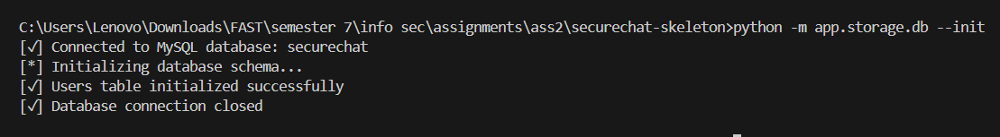 C:\Users\Lenovo\Downloads\FAST\semester 7\info sec\assignments\ass2\securechat-skeleton>python -m app.storage.db --init
[✓] Connected to MySQL database: securechat
[*] Initializing database schema...
[✓] Users table initialized successfully
[✓] Database connection closed